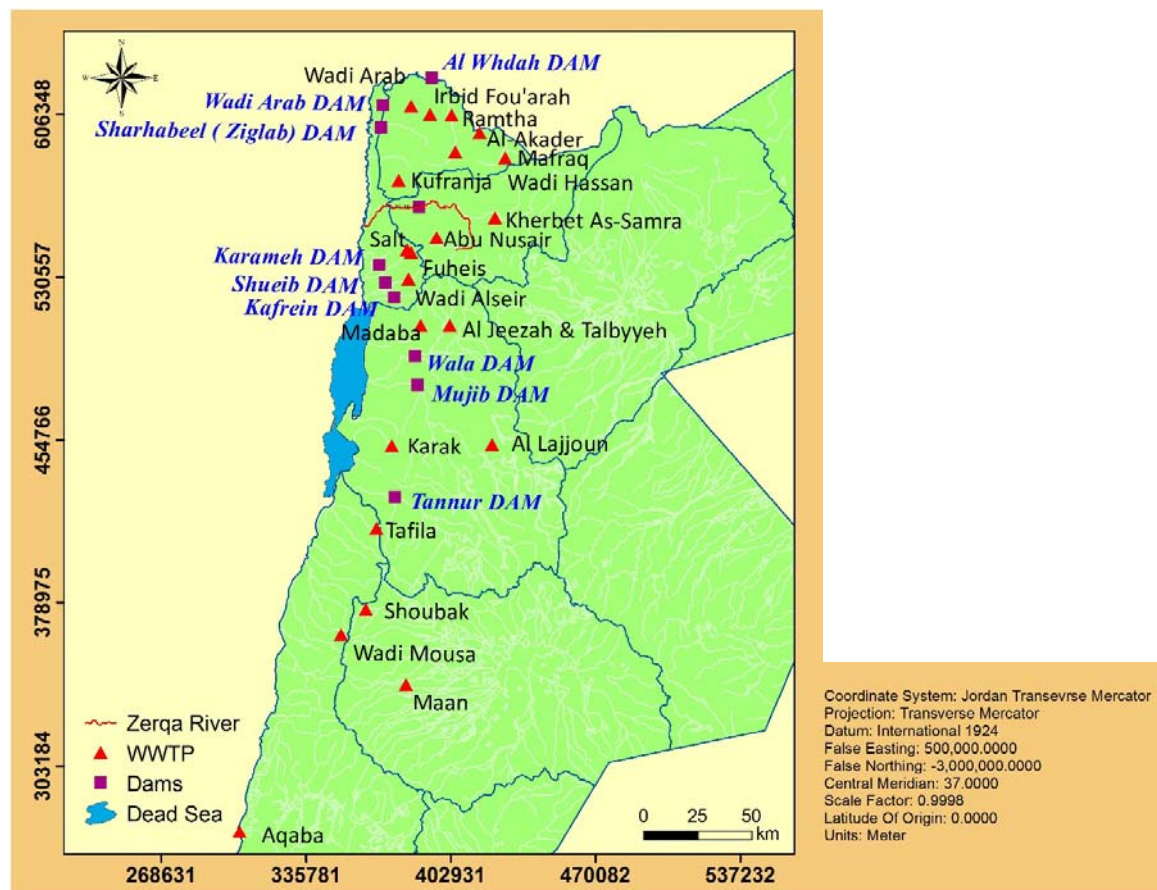 N
W
E
S
Al Whdah DAM
Wadi Arab
Wadi Arab DAM
Irbid Fou'arah
Ramtha
Sharhabeel ( Ziglab) DAM
Al-Akader
Mafraq
Kufranja
Wadi Hassan
Kherbet As-Samra
Salt
Abu Nusair
Karameh DAM
Fuheis
Shueib DAM
Wadi Alseir
Kafrein DAM
Madaba
Al Jeezah & Talbyyeh
Wala DAM
Mujib DAM
Karak
Al Lajjoun
Tannur DAM
Tafila
Shoubak
Wadi Mousa
Maan
Aqaba
Zerqa River
WWTP
Dams
Dead Sea
0 25 50
km
606348
530557
454766
378975
303184
268631 335781 402931 470082 537232
Coordinate System: Jordan Transevrse Mercator
Projection: Transverse Mercator
Datum: International 1924
False Easting: 500,000.0000
False Northing: -3,000,000.0000
Central Meridian: 37.0000
Scale Factor: 0.9998
Latitude Of Origin: 0.0000
Units: Meter